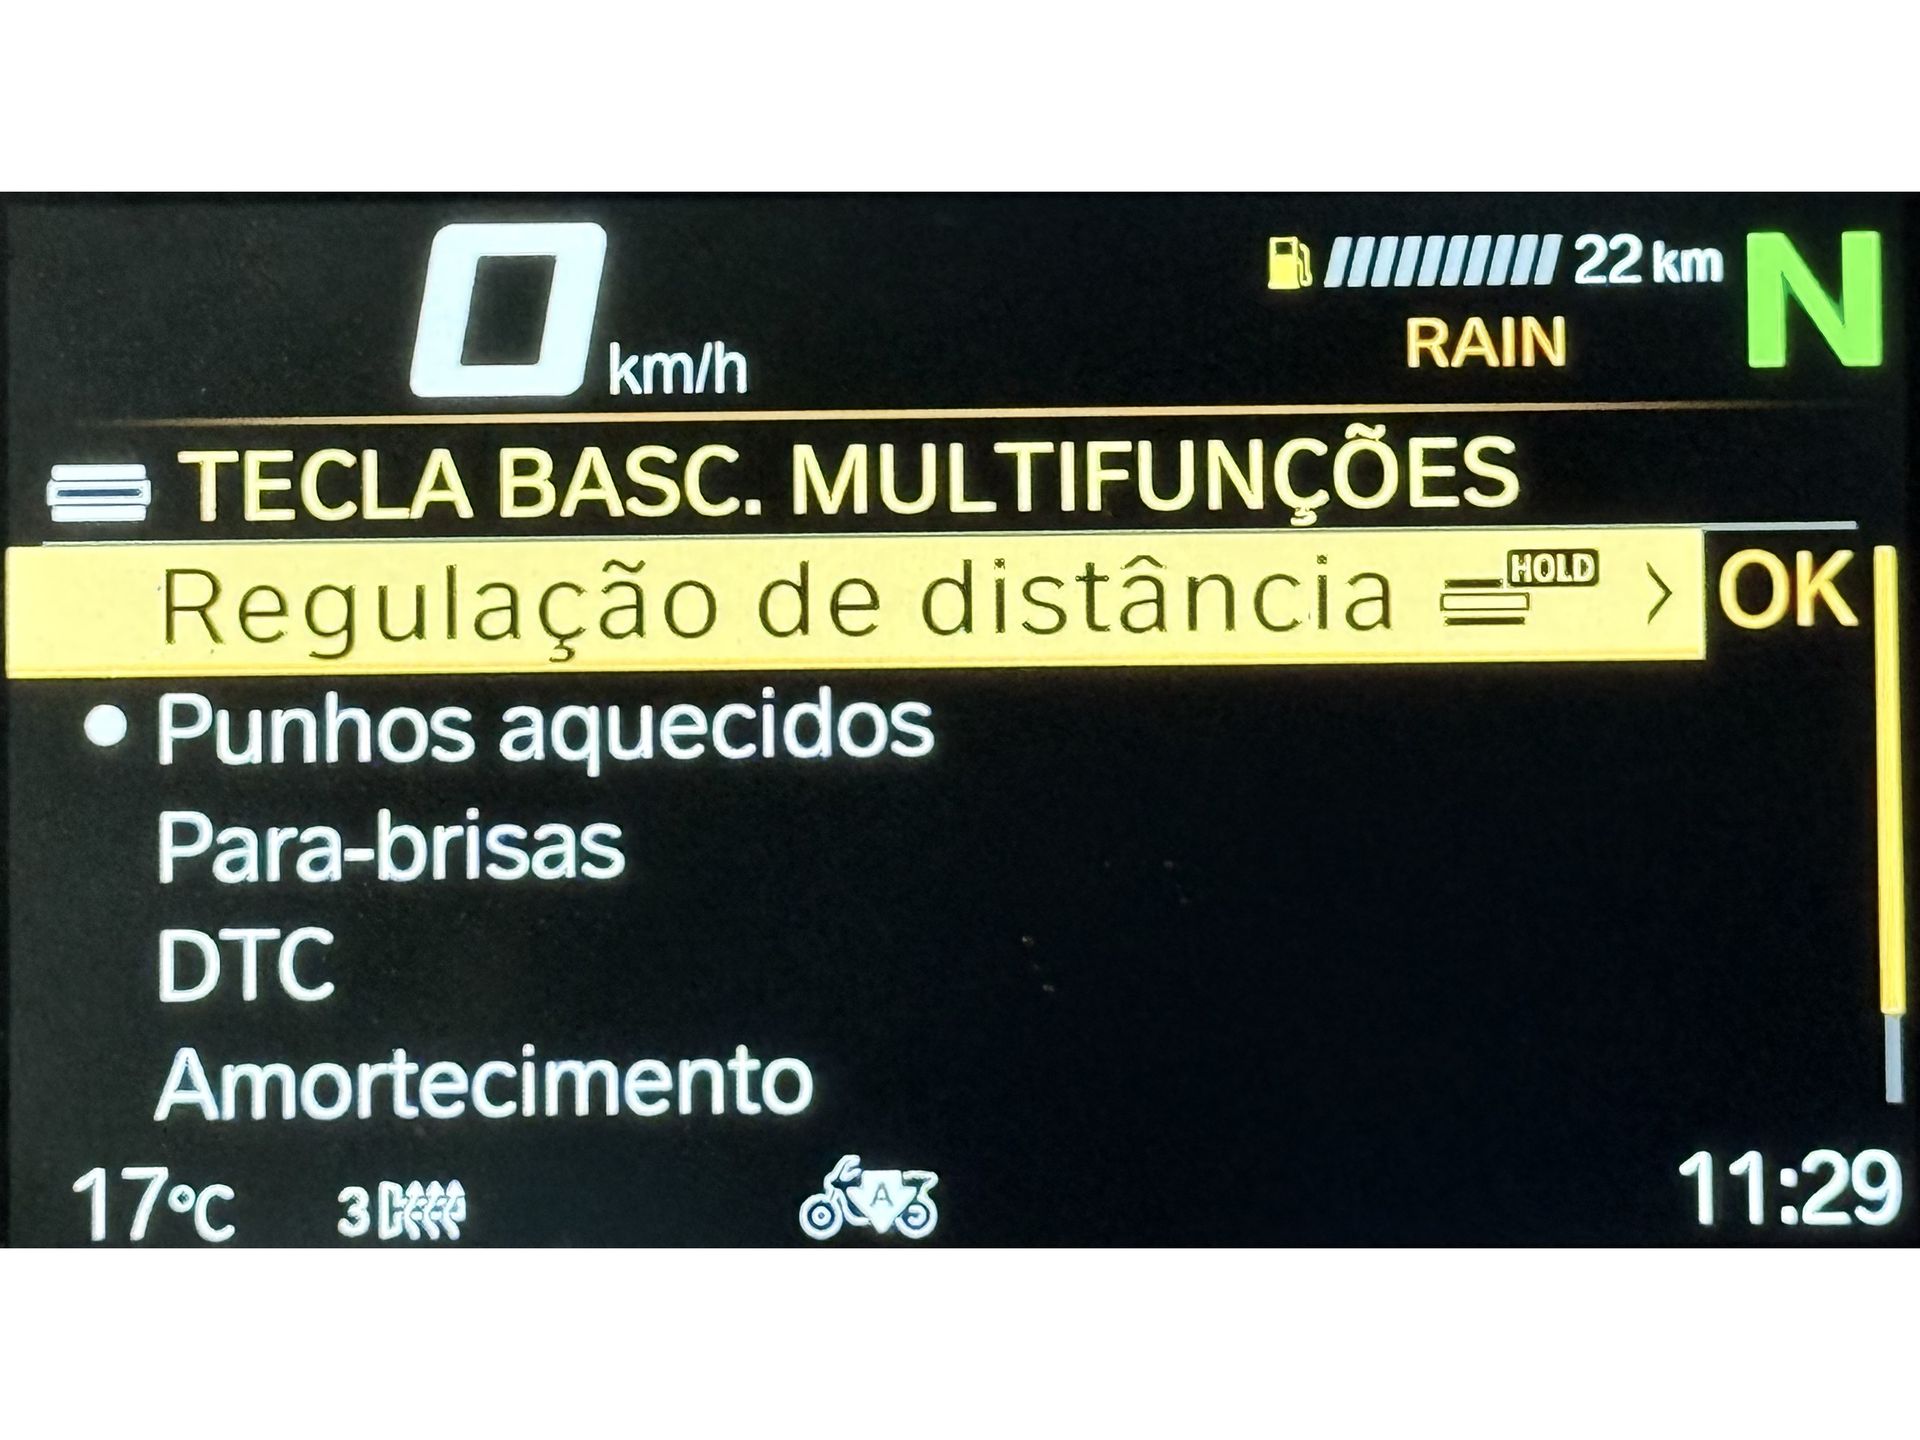 0 km/h
22 km N
RAIN
TECLA BASC. MULTIFUNÇÕES
Regulação de distância HOLD > OK
Punhos aquecidos
Para-brisas
DTC
Amortecimento
17°C 3 A 11:29